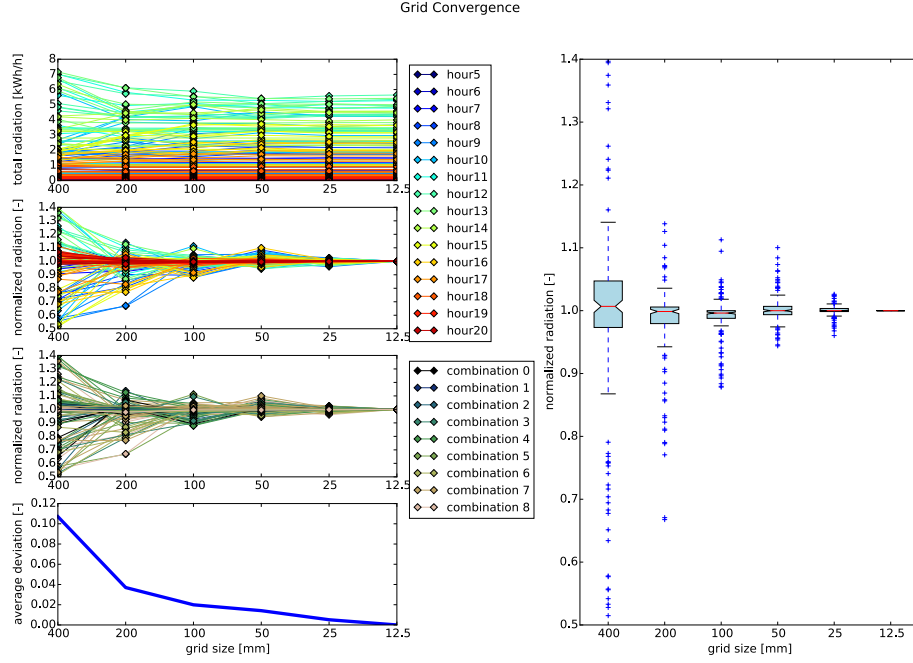 Grid Convergence
total radiation [kWh/h]
8
7
6
5
4
3
2
1
0
400 200 100 50 25 12.5
hour5
hour6
hour7
hour8
hour9
hour10
hour11
hour12
hour13
hour14
hour15
hour16
hour17
hour18
hour19
hour20
normalized radiation [-]
1.4
1.3
1.2
1.1
1.0
0.9
0.8
0.7
0.6
0.5
400 200 100 50 25 12.5
normalized radiation [-]
1.4
1.3
1.2
1.1
1.0
0.9
0.8
0.7
0.6
0.5
400 200 100 50 25 12.5
combination 0
combination 1
combination 2
combination 3
combination 4
combination 5
combination 6
combination 7
combination 8
average deviation [-]
0.12
0.10
0.08
0.06
0.04
0.02
0.00
400 200 100 50 25 12.5
grid size [mm]
normalized radiation [-]
1.4
1.3
1.2
1.1
1.0
0.9
0.8
0.7
0.6
0.5
400 200 100 50 25 12.5
grid size [mm]